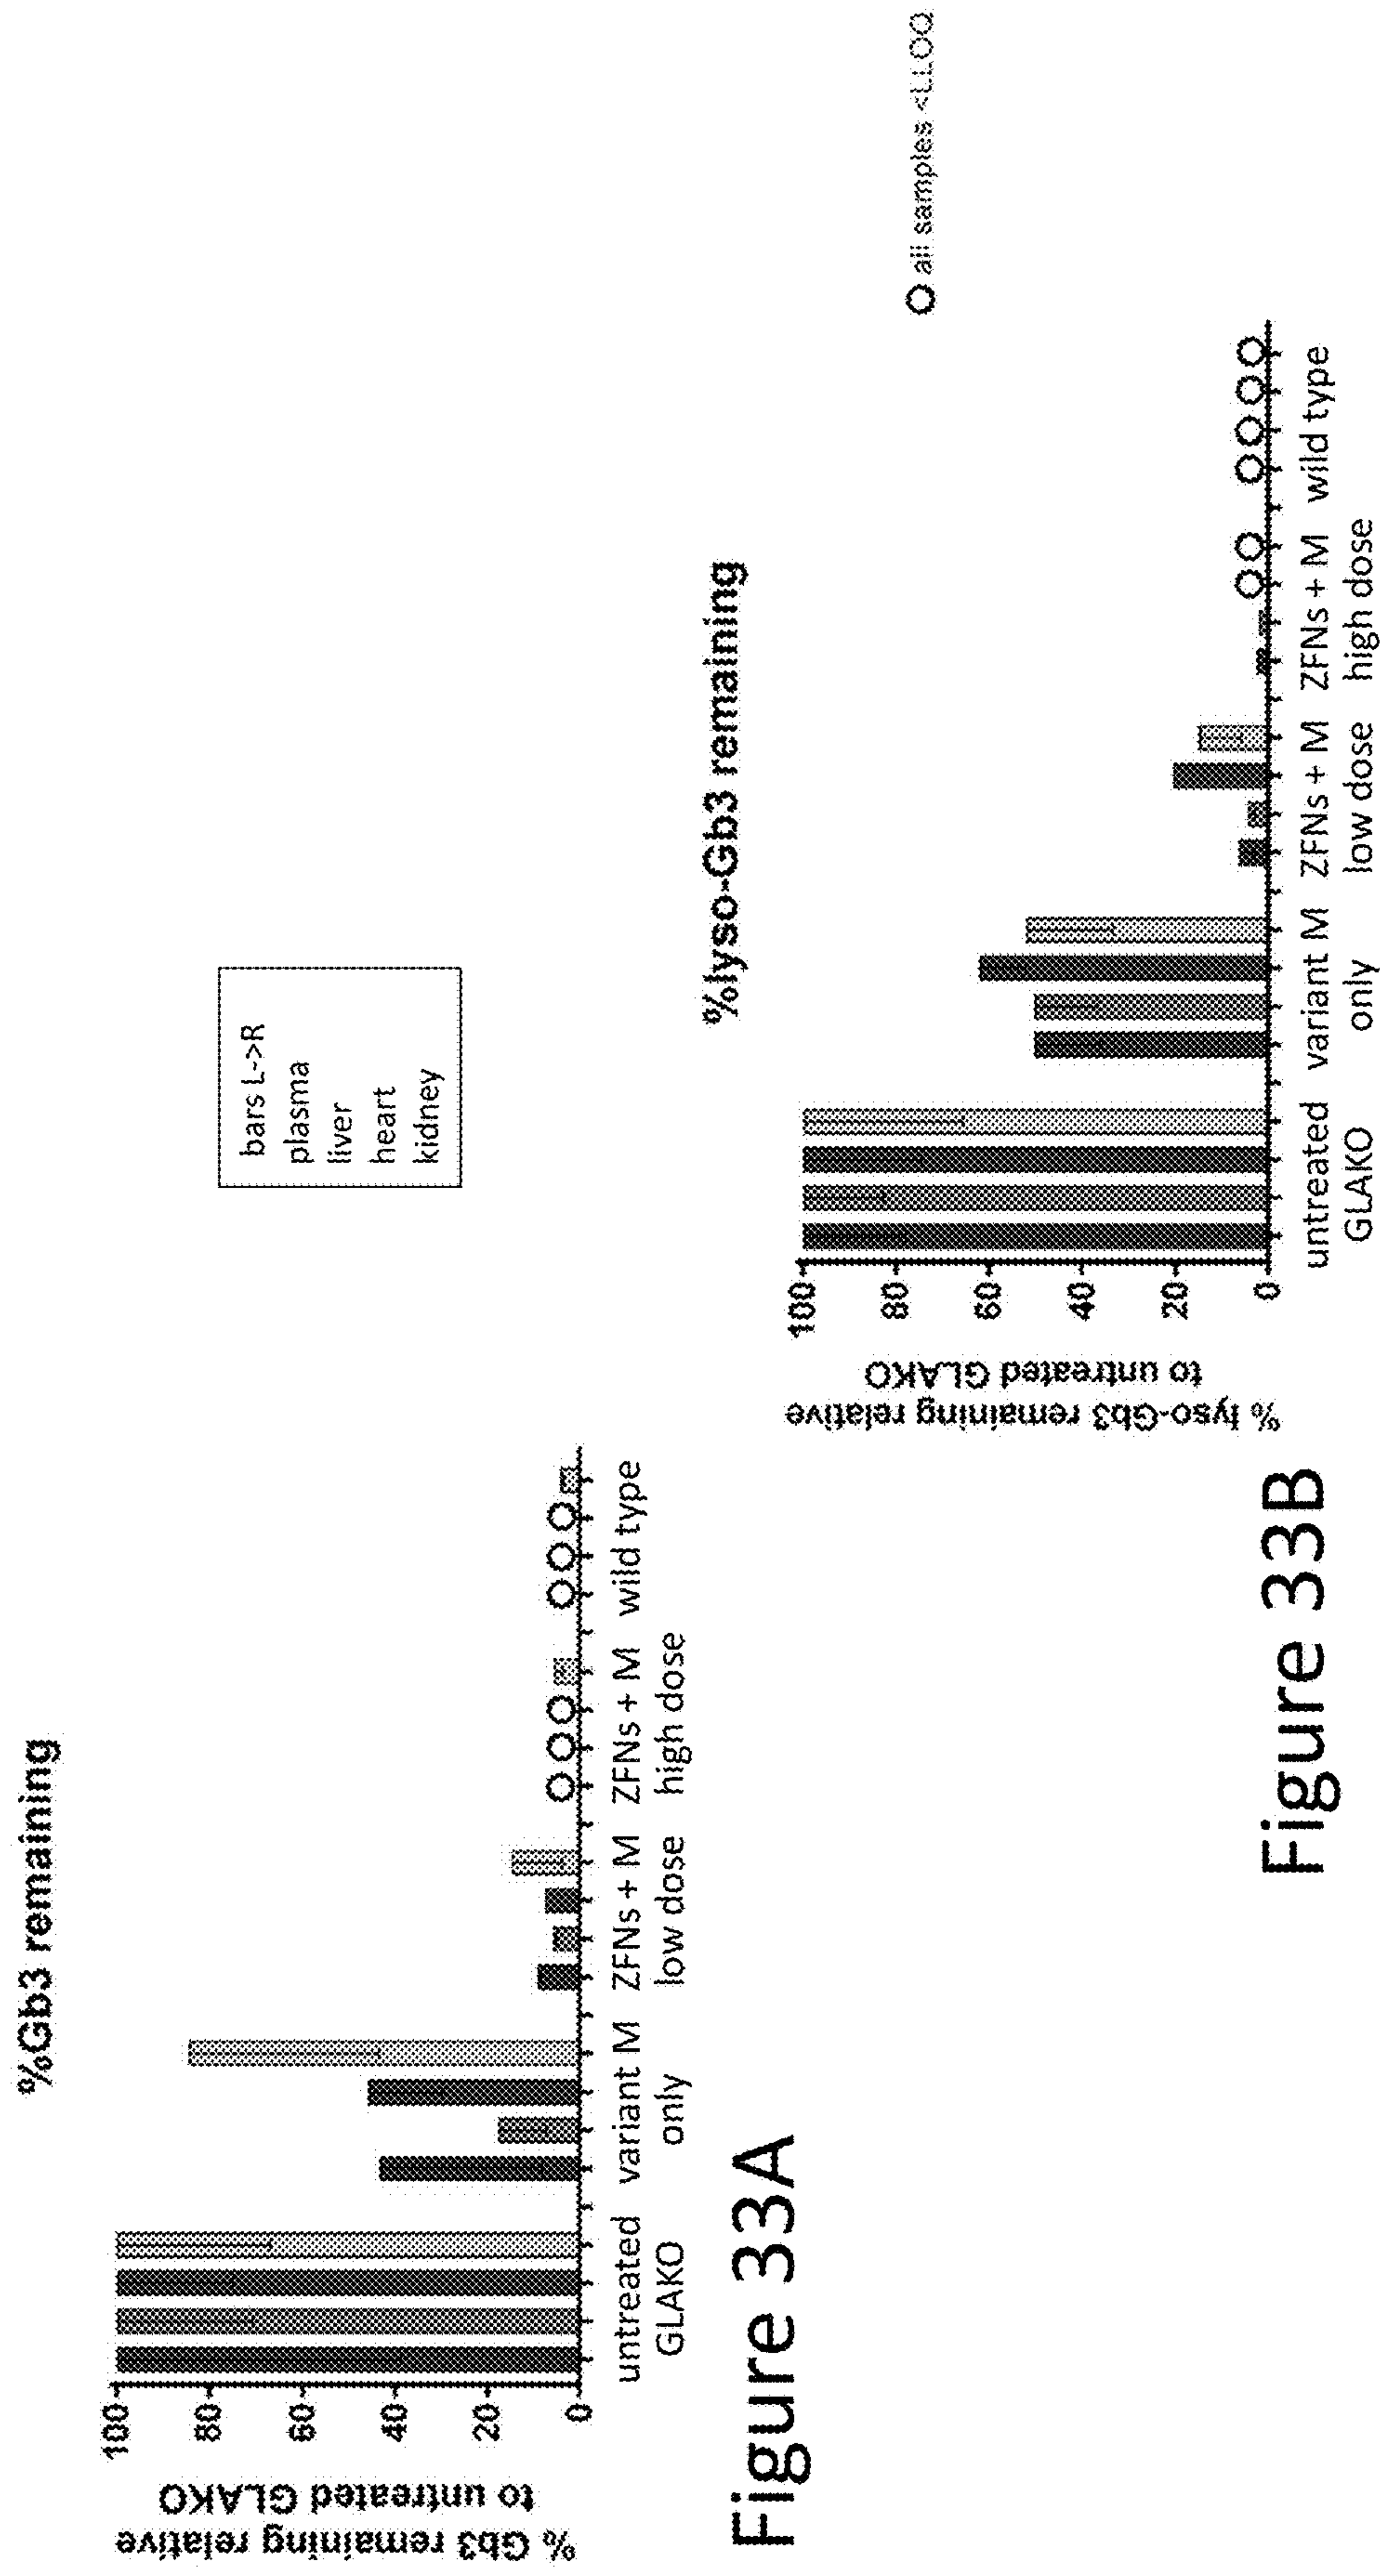 %Gb3 remaining
% Gb3 remaining relative
to untreated GLAKO
100
80
60
40
20
0
untreated
GLAKO
variant M
only
ZFNs + M
low dose
ZFNs + M
high dose
wild type
Figure 33A
bars L->R
plasma
liver
heart
kidney
%lyso-Gb3 remaining
% lyso-Gb3 remaining relative
to untreated GLAKO
100
80
60
40
20
0
untreated
GLAKO
variant M
only
ZFNs + M
low dose
ZFNs + M
high dose
wild type
all samples <LLOQ
Figure 33B